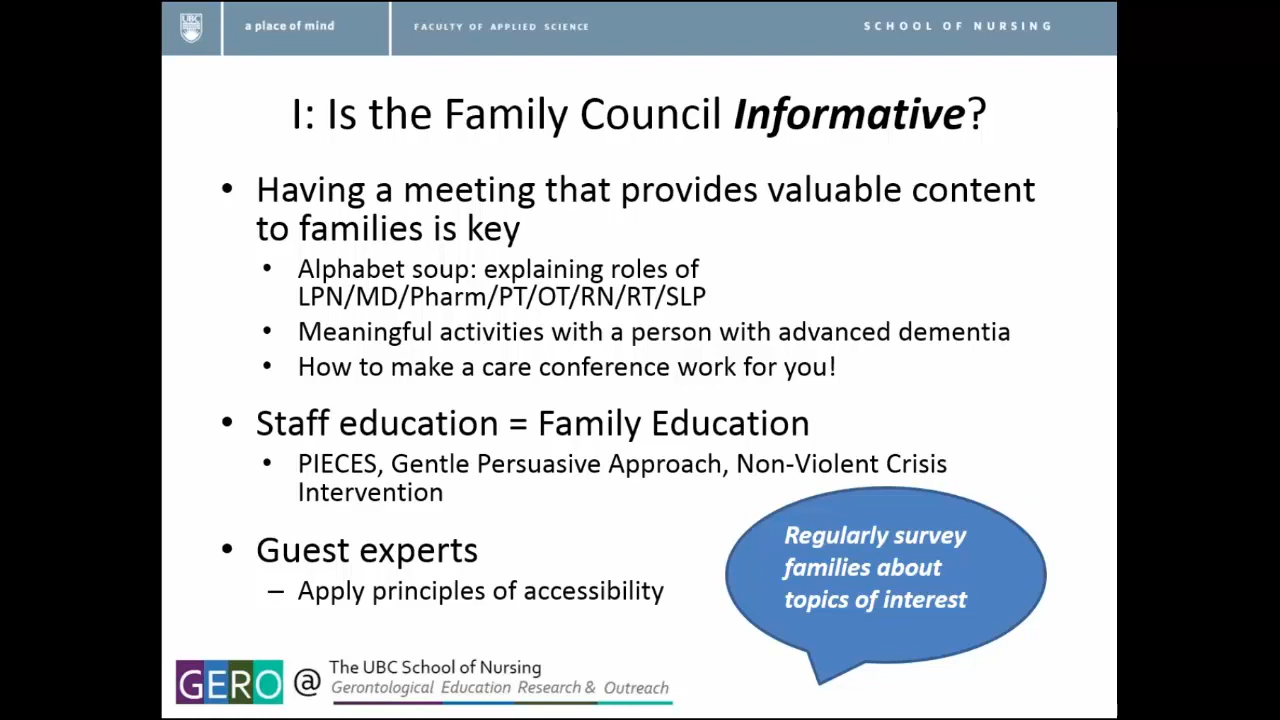 UBC
a place of mind
FACULTY OF APPLIED SCIENCE
SCHOOL OF NURSING
I: Is the Family Council Informative?
• Having a meeting that provides valuable content
to families is key
• Alphabet soup: explaining roles of
LPN/MD/Pharm/PT/OT/RN/RT/SLP
• Meaningful activities with a person with advanced dementia
• How to make a care conference work for you!
• Staff education = Family Education
• PIECES, Gentle Persuasive Approach, Non-Violent Crisis
Intervention
• Guest experts
– Apply principles of accessibility
Regularly survey
families about
topics of interest
GERO @
The UBC School of Nursing
Gerontological Education Research & Outreach